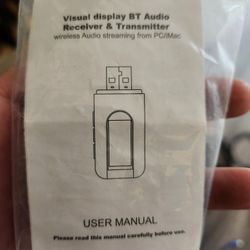 Visual display BT Audio
Receiver & Transmitter
wireless Audio streaming from PC/iMac
USER MANUAL
Please read this manual carefully before use.